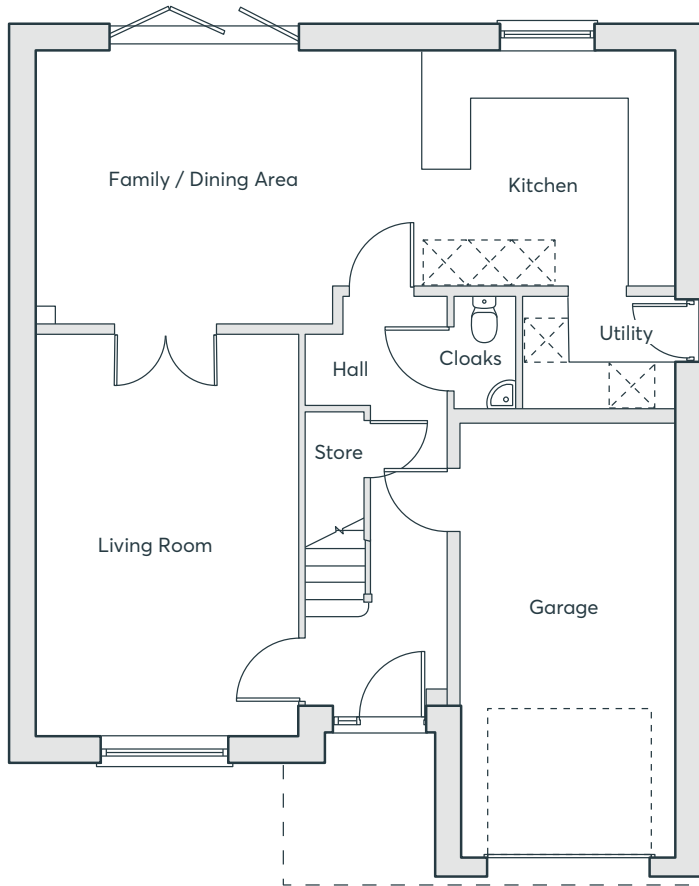 Family / Dining Area
Kitchen
Utility
Cloaks
Hall
Store
Living Room
Garage